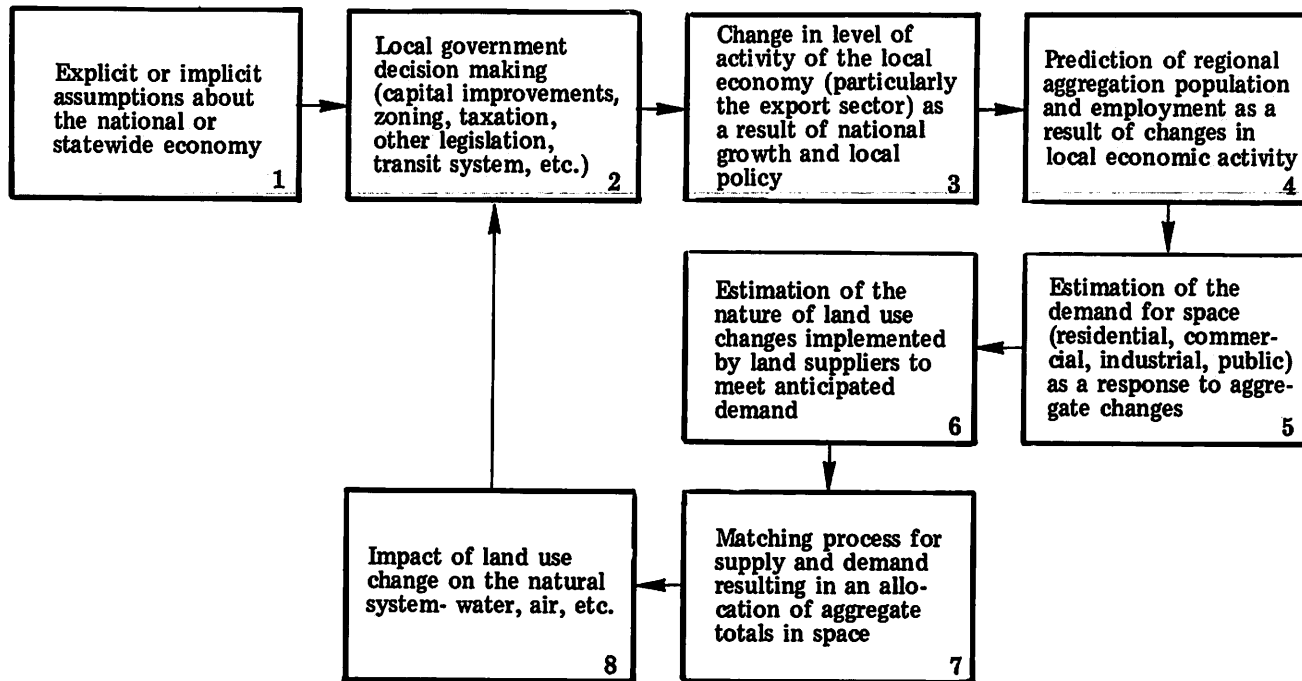 Explicit or implicit
assumptions about
the national or
statewide economy
1
Local government
decision making
(capital improvements,
zoning, taxation,
other legislation,
transit system, etc.)
2
Change in level of
activity of the local
economy (particularly
the export sector) as
a result of national
growth and local
policy
3
Prediction of regional
aggregation population
and employment as a
result of changes in
local economic activity
4
Estimation of the
demand for space
(residential, commer-
cial, industrial, public)
as a response to aggre-
gate changes
5
Estimation of the
nature of land use
changes implemented
by land suppliers to
meet anticipated
demand
6
Matching process for
supply and demand
resulting in an allo-
cation of aggregate
totals in space
7
Impact of land use
change on the natural
system- water, air, etc.
8